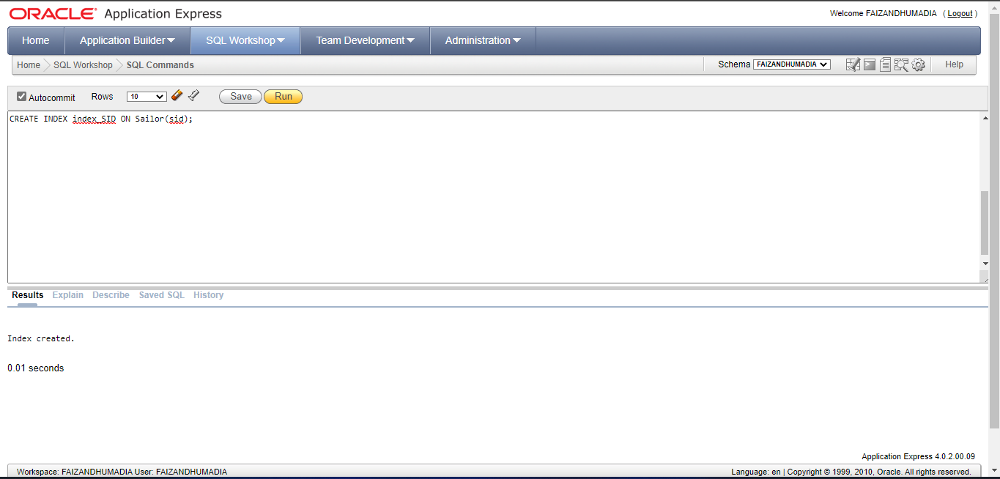 ORACLE® Application Express
Welcome FAIZANDHUMADIA ( Logout )
Home Application Builder SQL Workshop Team Development Administration
Home SQL Workshop SQL Commands Schema FAIZANDHUMADIA Help
Autocommit Rows 10 Save Run
CREATE INDEX index_SID ON Sailor(sid);
Results Explain Describe Saved SQL History
Index created.
0.01 seconds
Application Express 4.0.2.00.09
Workspace: FAIZANDHUMADIA User: FAIZANDHUMADIA Language: en | Copyright © 1999, 2010, Oracle. All rights reserved.